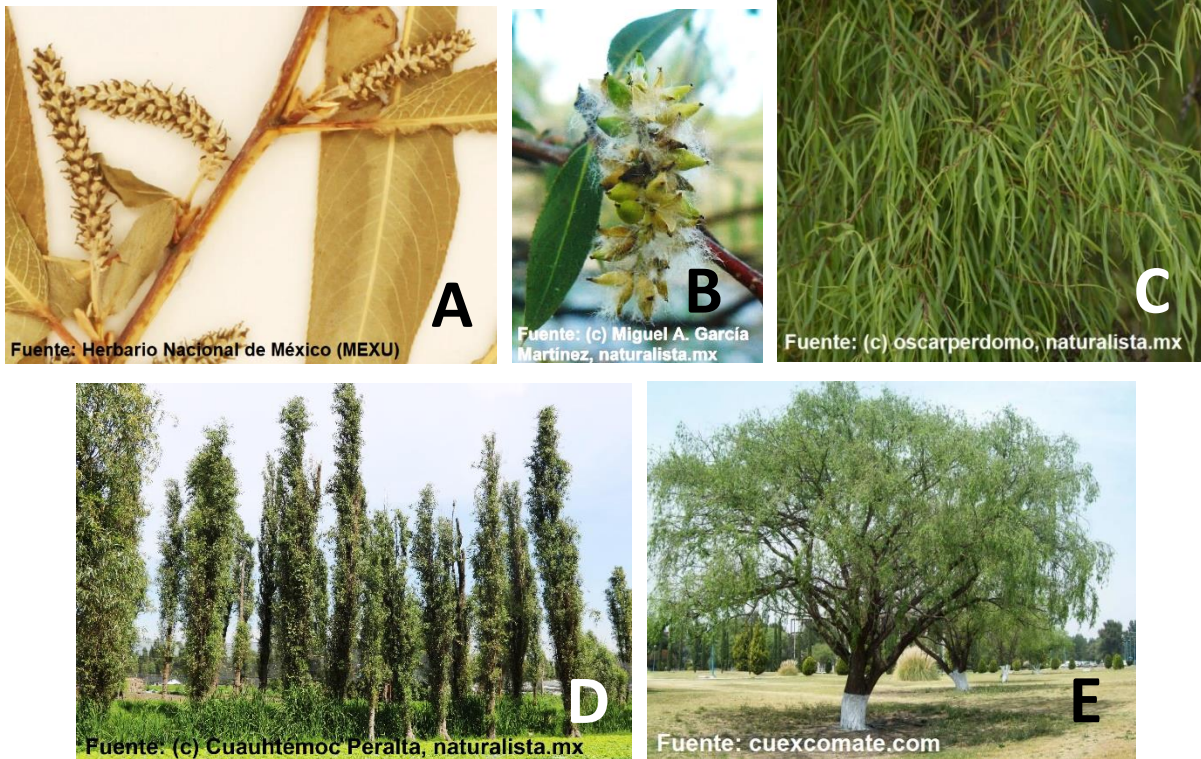 A
Fuente: Herbario Nacional de México (MEXU)
B
Fuente: (c) Miguel A. García
Martínez, naturalista.mx
C
Fuente: (c) oscarperdomo, naturalista.mx
D
Fuente: (c) Cuauhtémoc Peralta, naturalista.mx
E
Fuente: cuexcomate.com